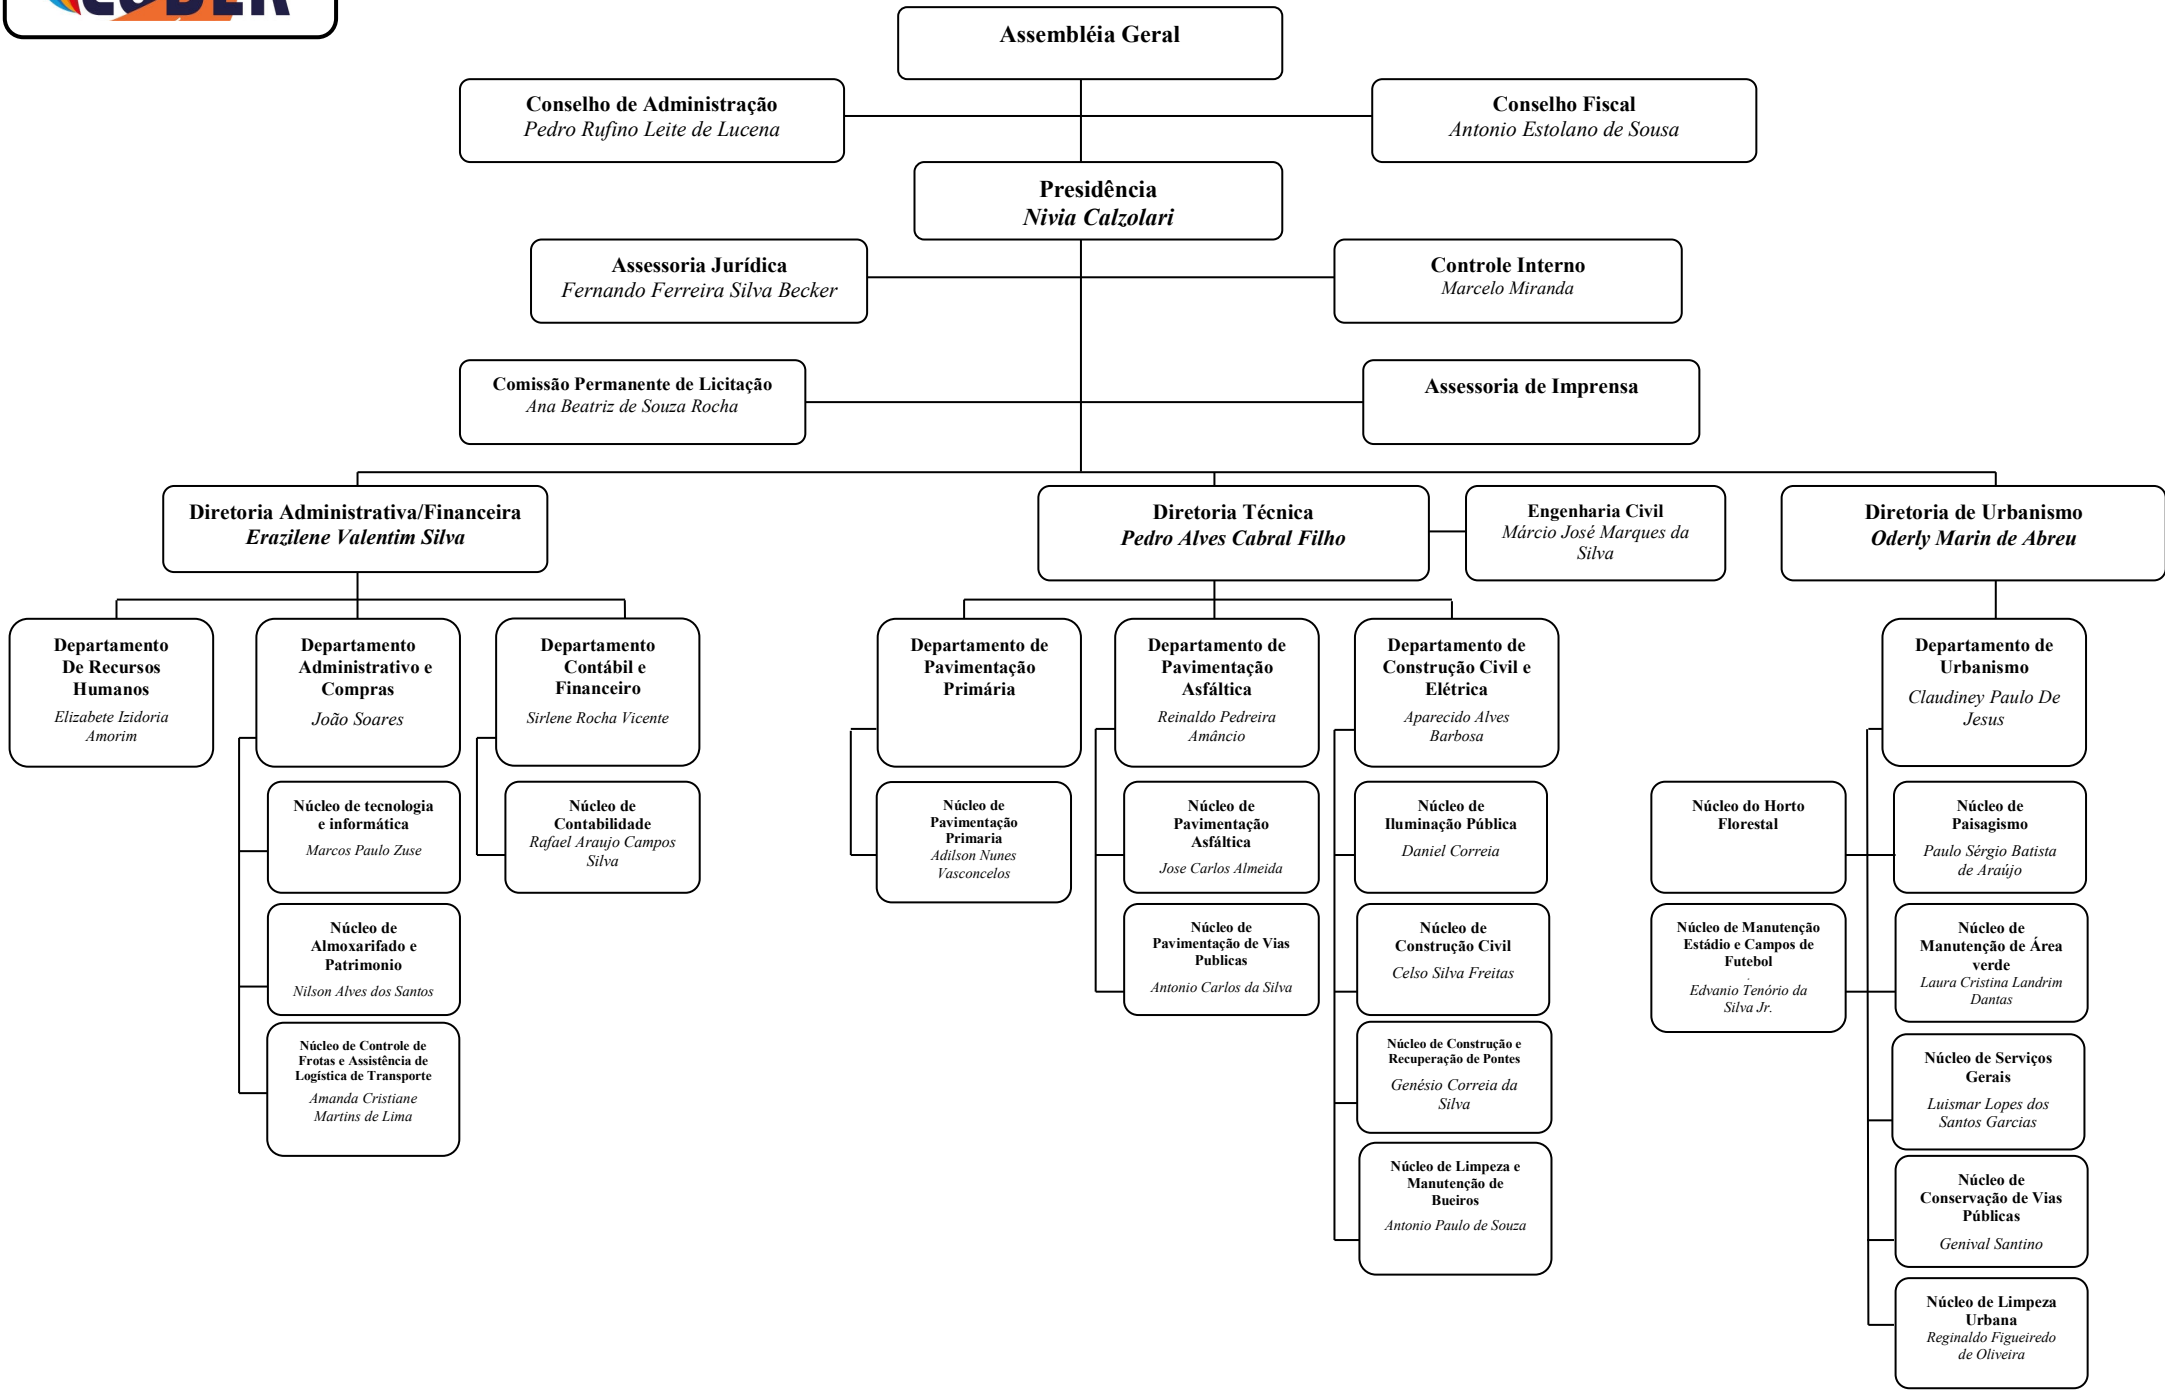 CODER
Assembléia Geral
Conselho de Administração
Pedro Rufino Leite de Lucena
Conselho Fiscal
Antonio Estolano de Sousa
Presidência
Nivia Calzolari
Assessoria Jurídica
Fernando Ferreira Silva Becker
Controle Interno
Marcelo Miranda
Comissão Permanente de Licitação
Ana Beatriz de Souza Rocha
Assessoria de Imprensa
Diretoria Administrativa/Financeira
Erazilene Valentim Silva
Diretoria Técnica
Pedro Alves Cabral Filho
Engenharia Civil
Márcio José Marques da
Silva
Diretoria de Urbanismo
Oderly Marin de Abreu
Departamento
De Recursos
Humanos
Elizabete Izidoria
Amorim
Departamento
Administrativo e
Compras
João Soares
Departamento
Contábil e
Financeiro
Sirlene Rocha Vicente
Departamento de
Pavimentação
Primária
Departamento de
Pavimentação
Asfáltica
Reinaldo Pedreira
Amâncio
Departamento de
Construção Civil e
Elétrica
Aparecido Alves
Barbosa
Departamento de
Urbanismo
Claudiney Paulo De
Jesus
Núcleo de tecnologia
e informática
Marcos Paulo Zuse
Núcleo de
Contabilidade
Rafael Araujo Campos
Silva
Núcleo de
Pavimentação
Primaria
Adilson Nunes
Vasconcelos
Núcleo de
Pavimentação
Asfáltica
Jose Carlos Almeida
Núcleo de
Iluminação Pública
Daniel Correia
Núcleo do Horto
Florestal
Núcleo de
Paisagismo
Paulo Sérgio Batista
de Araújo
Núcleo de
Almoxarifado e
Patrimonio
Nilson Alves dos Santos
Núcleo de
Pavimentação de Vias
Publicas
Antonio Carlos da Silva
Núcleo de
Construção Civil
Celso Silva Freitas
Núcleo de Manutenção
Estádio e Campos de
Futebol
.
Edvanio Tenório da
Silva Jr.
Núcleo de
Manutenção de Área
verde
Laura Cristina Landrim
Dantas
Núcleo de Controle de
Frotas e Assistência de
Logística de Transporte
Amanda Cristiane
Martins de Lima
Núcleo de Construção e
Recuperação de Pontes
Genésio Correia da
Silva
Núcleo de Serviços
Gerais
Luismar Lopes dos
Santos Garcias
Núcleo de Limpeza e
Manutenção de
Bueiros
Antonio Paulo de Souza
Núcleo de
Conservação de Vias
Públicas
Genival Santino
Núcleo de Limpeza
Urbana
Reginaldo Figueiredo
de Oliveira